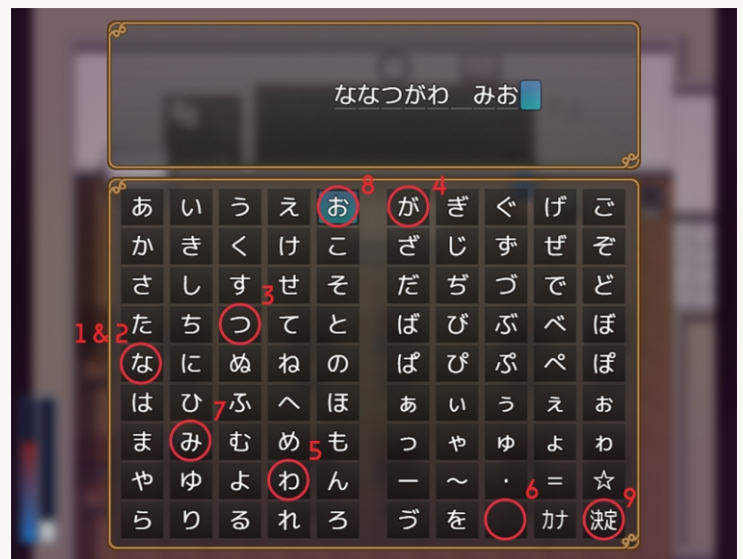 ななつがわ　みお
あ い う え お 8 が 4 ぎ ぐ げ ご
か き く け こ ざ じ ず ぜ ぞ
さ し す 3 せ そ だ ぢ づ で ど
1&2 た ち つ て と ば び ぶ べ ぼ
な に ぬ ね の ぱ ぴ ぷ ぺ ぽ
は ひ 7 ふ へ ほ ぁ ぃ ぅ ぇ ぉ
ま み む め 5 も っ ゃ ゅ ょ ゎ
や ゆ よ わ ん ー ～ ・ 6 = ☆
ら り る れ ろ ゔ を カナ 決定 9